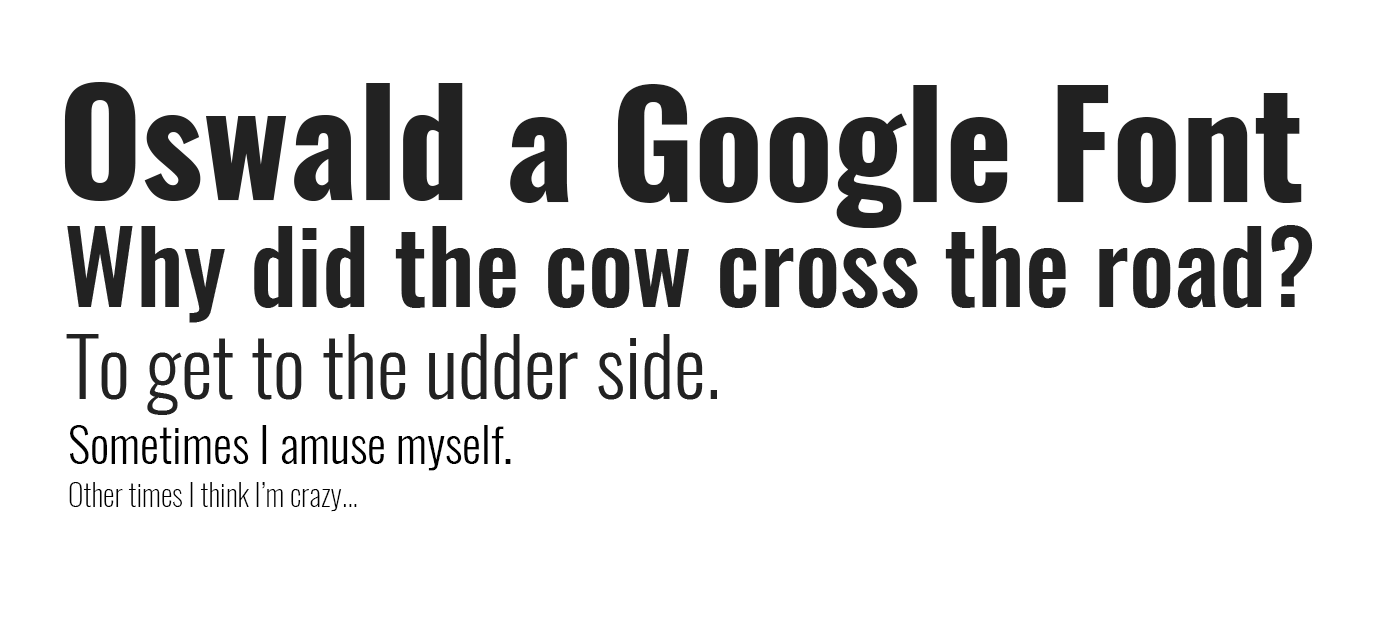 Oswald a Google Font
Why did the cow cross the road?
To get to the udder side.
Sometimes I amuse myself.
Other times I think I’m crazy...